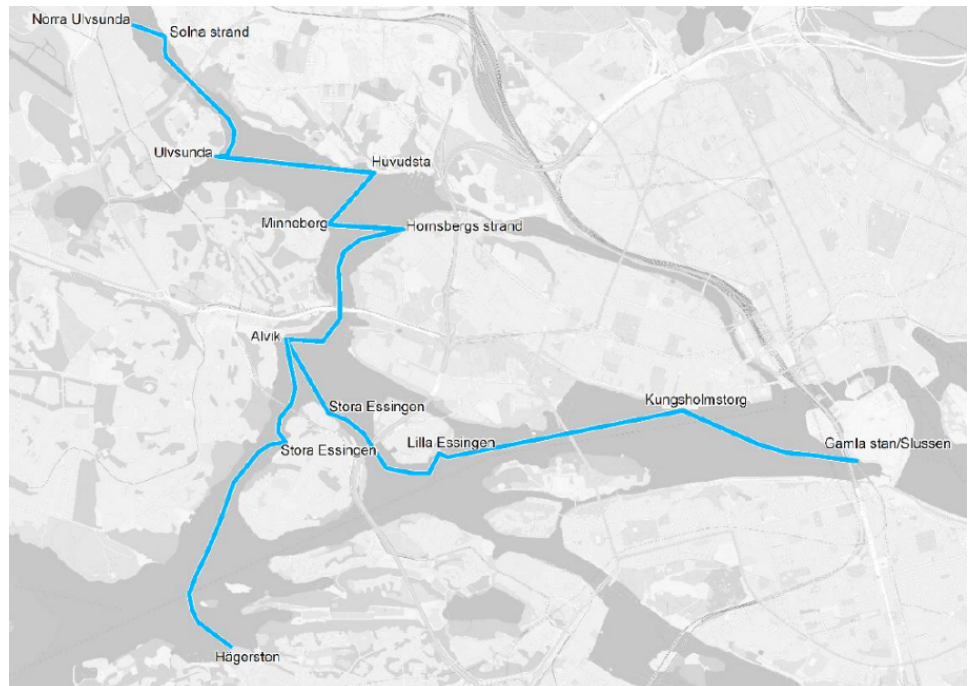 Norra Ulvsunda
Solna strand
Ulvsunda
Huvudsta
Minneberg
Hornsbergs strand
Alvik
Stora Essingen
Kungsholmstorg
Lilla Essingen
Gamla stan/Slussen
Stora Essingen
Hägersten